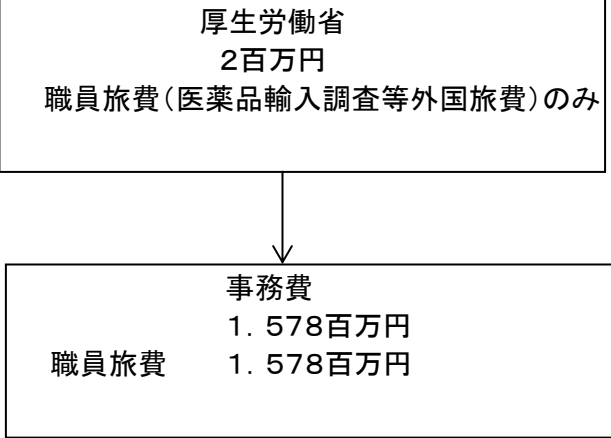 厚生労働省
2百万円
職員旅費(医薬品輸入調査等外国旅費)のみ
事務費
1．578百万円
職員旅費　1．578百万円